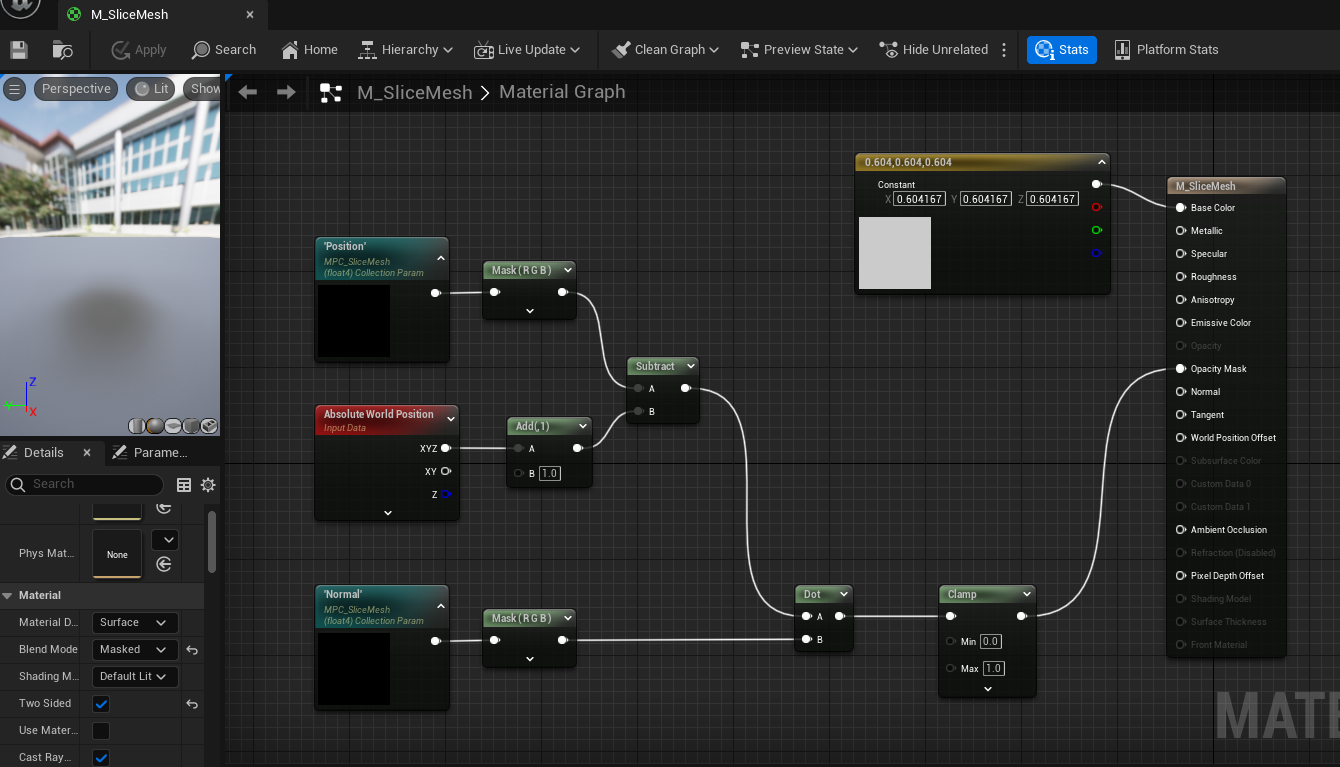 M_SliceMesh
Apply
Search
Home
Hierarchy
Live Update
Clean Graph
Preview State
Hide Unrelated
Stats
Platform Stats
Perspective
Lit
Show
M_SliceMesh > Material Graph
0.604,0.604,0.604
Constant
X 0.604167 Y 0.604167 Z 0.604167
M_SliceMesh
Base Color
Metallic
Specular
Roughness
Anisotropy
Emissive Color
Opacity
Opacity Mask
Normal
Tangent
World Position Offset
Subsurface Color
Custom Data 0
Custom Data 1
Ambient Occlusion
Refraction (Disabled)
Pixel Depth Offset
Shading Model
Surface Thickness
Front Material
'Position'
MPC_SliceMesh
(float4) Collection Param
Mask ( R G B )
Subtract
A
B
Absolute World Position
Input Data
XYZ
XY
Z
Add(,1)
A
B 1.0
'Normal'
MPC_SliceMesh
(float4) Collection Param
Mask ( R G B )
Dot
A
B
Clamp
Min 0.0
Max 1.0
Z
Y
X
Details
Parame...
Search
Phys Mat...
None
Material
Material D...
Surface
Blend Mode
Masked
Shading M...
Default Lit
Two Sided
Use Mater...
Cast Ray...
MATE